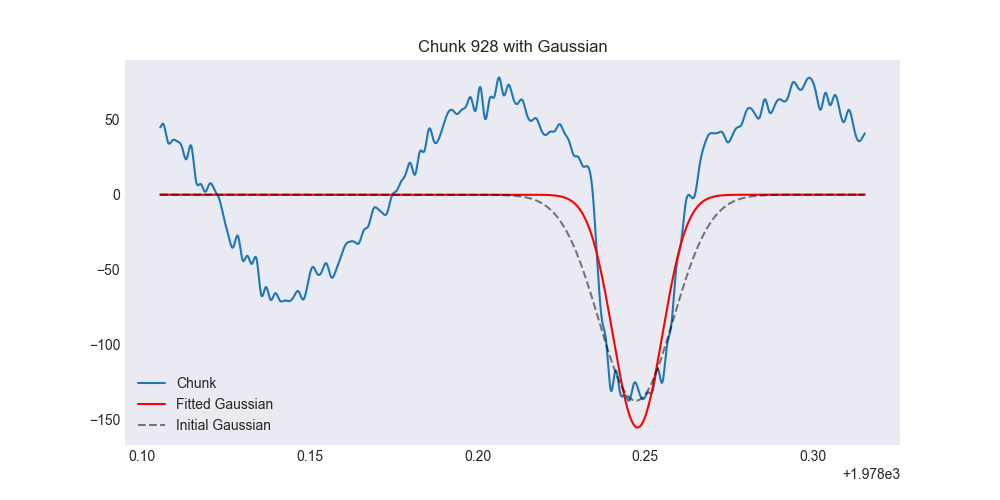 Chunk 928 with Gaussian
50
0
−50
−100
−150
Chunk
Fitted Gaussian
Initial Gaussian
0.10 0.15 0.20 0.25 0.30
+1.978e3